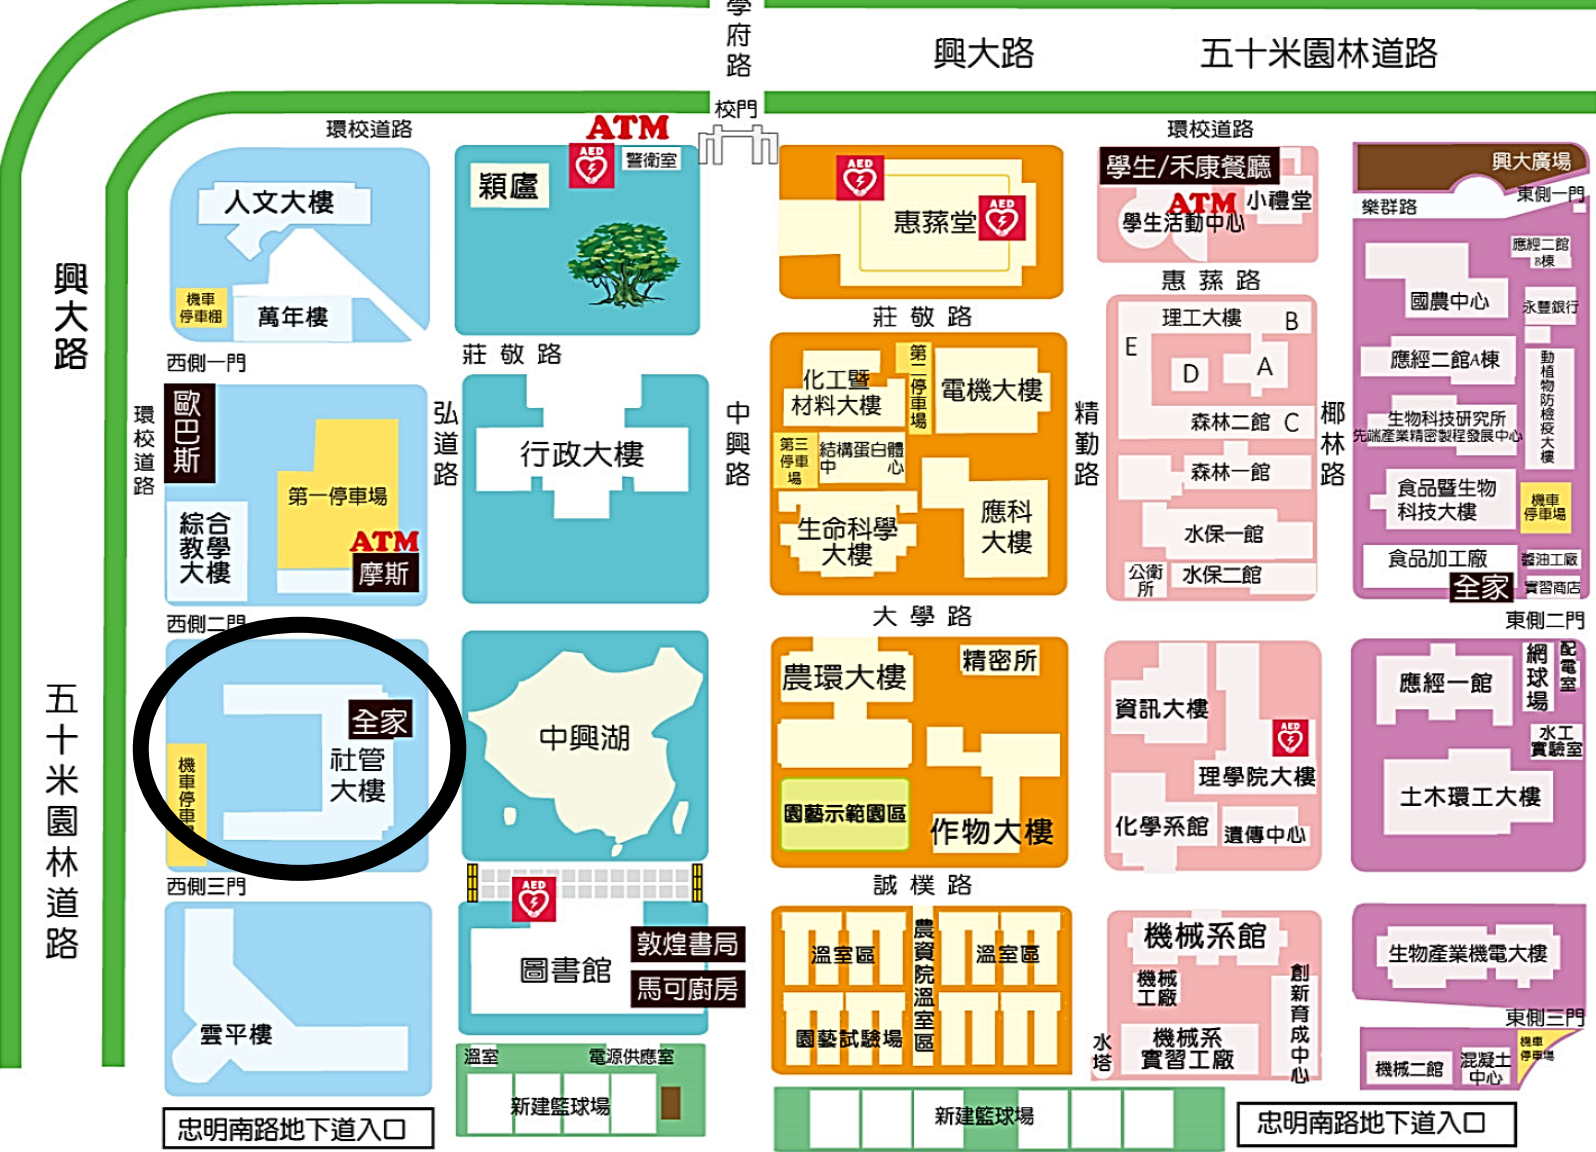 學府路
興大路
五十米園林道路
校門
環校道路
ATM
環校道路
人文大樓
機車
停車棚
萬年樓
穎廬
AED
警衛室
AED
惠蓀堂
AED
學生/禾康餐廳
ATM
小禮堂
學生活動中心
興大廣場
東側一門
樂群路
應經二館
B棟
國農中心
永豐銀行
應經二館A棟
動植物防檢疫大樓
生物科技研究所
先端產業精密製程發展中心
食品暨生物
科技大樓
機車
停車場
食品加工廠
醬油工廠
全家
實習商店
興大路
西側一門
莊敬路
莊敬路
惠蓀路
環校道路
歐巴斯
第一停車場
綜合
教學
大樓
ATM
摩斯
弘道路
行政大樓
中興路
化工暨
材料大樓
第二停車場
電機大樓
第三
停車
場
結構蛋白體
中心
生命科學
大樓
應科
大樓
精勤路
理工大樓
B
E
D
A
森林二館 C
森林一館
水保一館
公衛
所
水保二館
椰林路
西側二門
大學路
東側二門
五十米園林道路
全家
社管
大樓
機車停車場
中興湖
農環大樓
精密所
園藝示範園區
作物大樓
資訊大樓
AED
理學院大樓
化學系館
遺傳中心
應經一館
網球場
配電室
水工
實驗室
土木環工大樓
西側三門
誠樸路
雲平樓
AED
圖書館
敦煌書局
馬可廚房
溫室
電源供應室
新建籃球場
溫室區
農資院溫室區
溫室區
園藝試驗場
機械系館
機械
工廠
創新育成中心
水塔
機械系
實習工廠
生物產業機電大樓
東側三門
機車
停車場
機械二館
混凝土
中心
忠明南路地下道入口
新建籃球場
忠明南路地下道入口